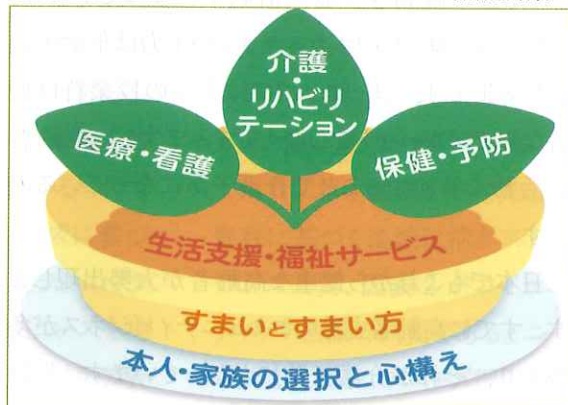 介護
・
リハビリ
テーション
医療・看護
保健・予防
生活支援・福祉サービス
すまいとすまい方
本人・家族の選択と心構え